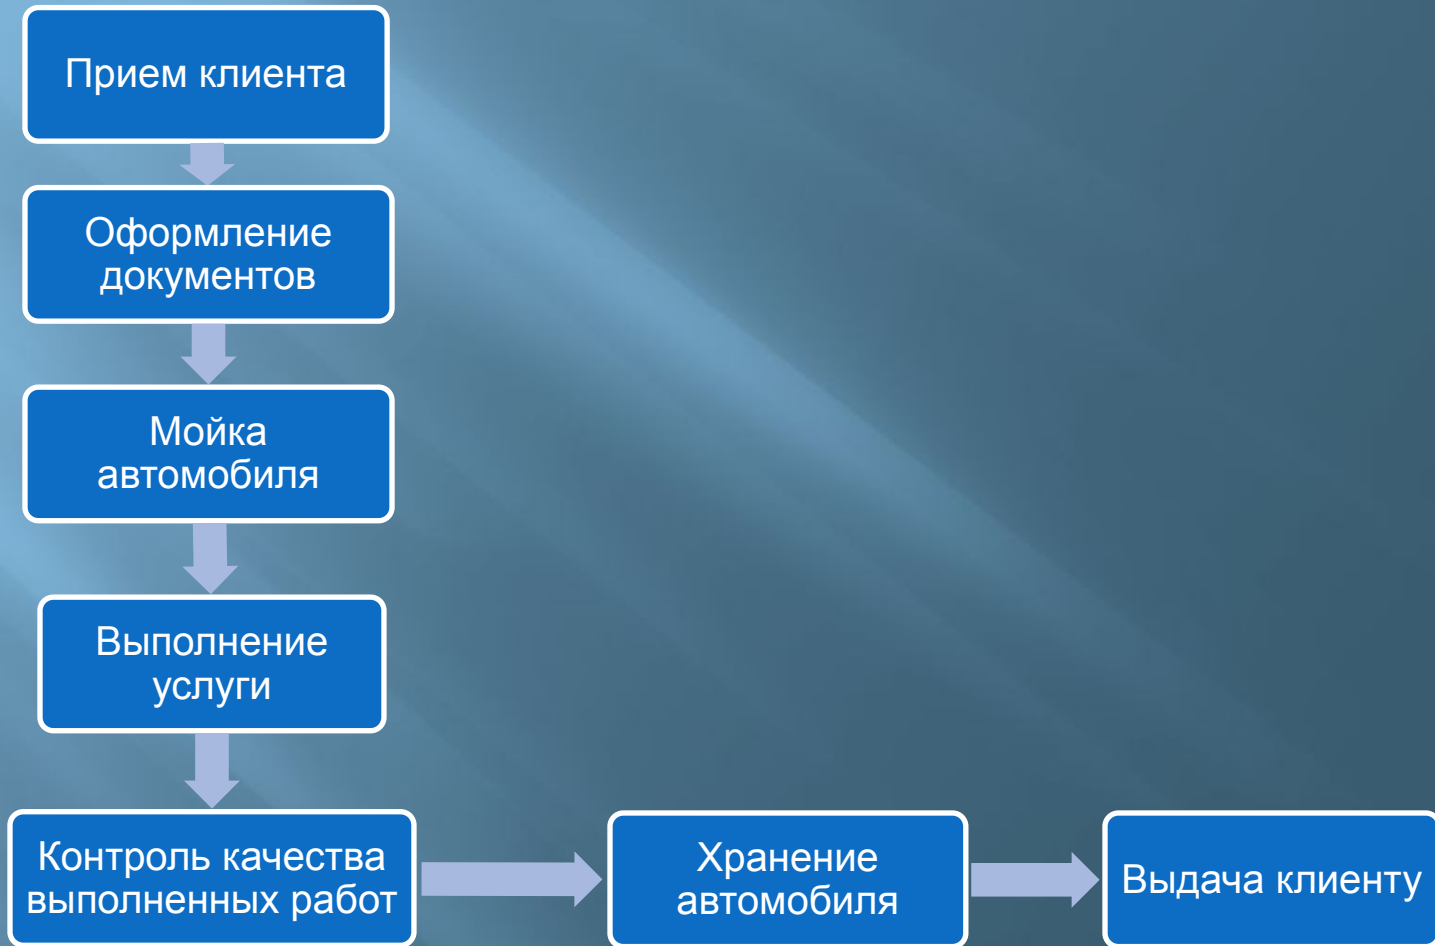 Прием клиента
Оформление
документов
Мойка
автомобиля
Выполнение
услуги
Контроль качества
выполненных работ
Хранение
автомобиля
Выдача клиенту